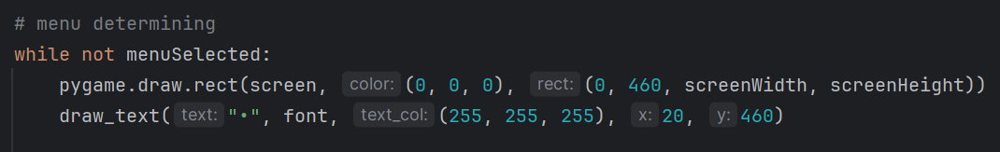 # menu determining
while not menuSelected:
pygame.draw.rect(screen, color: (0, 0, 0), rect: (0, 460, screenWidth, screenHeight))
draw_text( text: "•", font, text_col: (255, 255, 255), x: 20, y: 460)